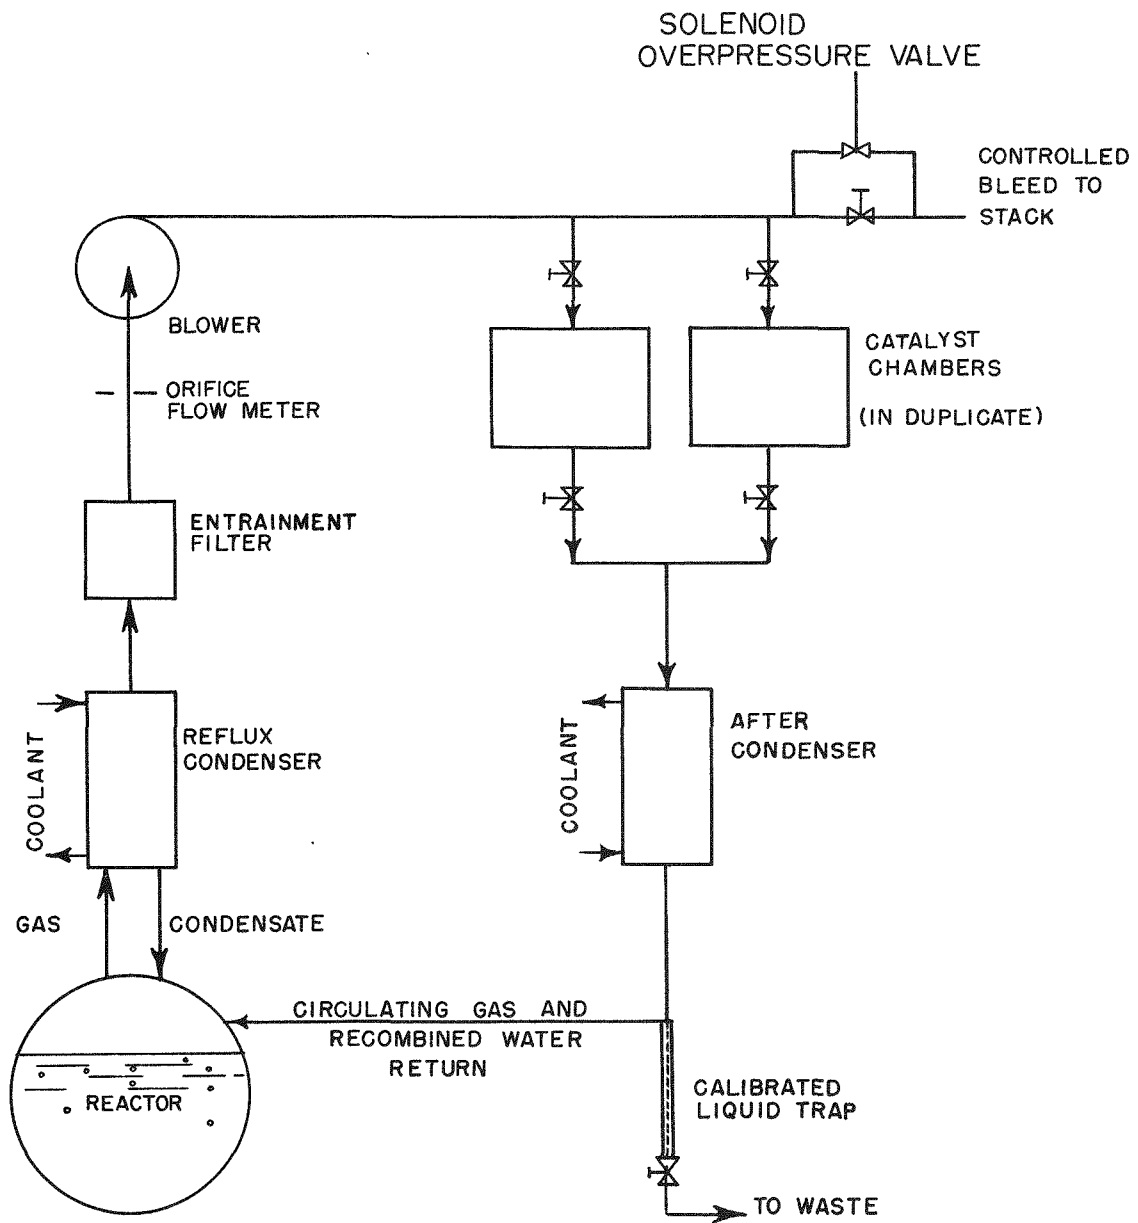 SOLENOID
OVERPRESSURE VALVE
CONTROLLED
BLEED TO
STACK
BLOWER
CATALYST
CHAMBERS
(IN DUPLICATE)
ORIFICE
FLOW METER
ENTRAINMENT
FILTER
COOLANT
REFLUX
CONDENSER
COOLANT
AFTER
CONDENSER
GAS
CONDENSATE
CIRCULATING GAS AND
RECOMBINED WATER
RETURN
REACTOR
CALIBRATED
LIQUID TRAP
TO WASTE